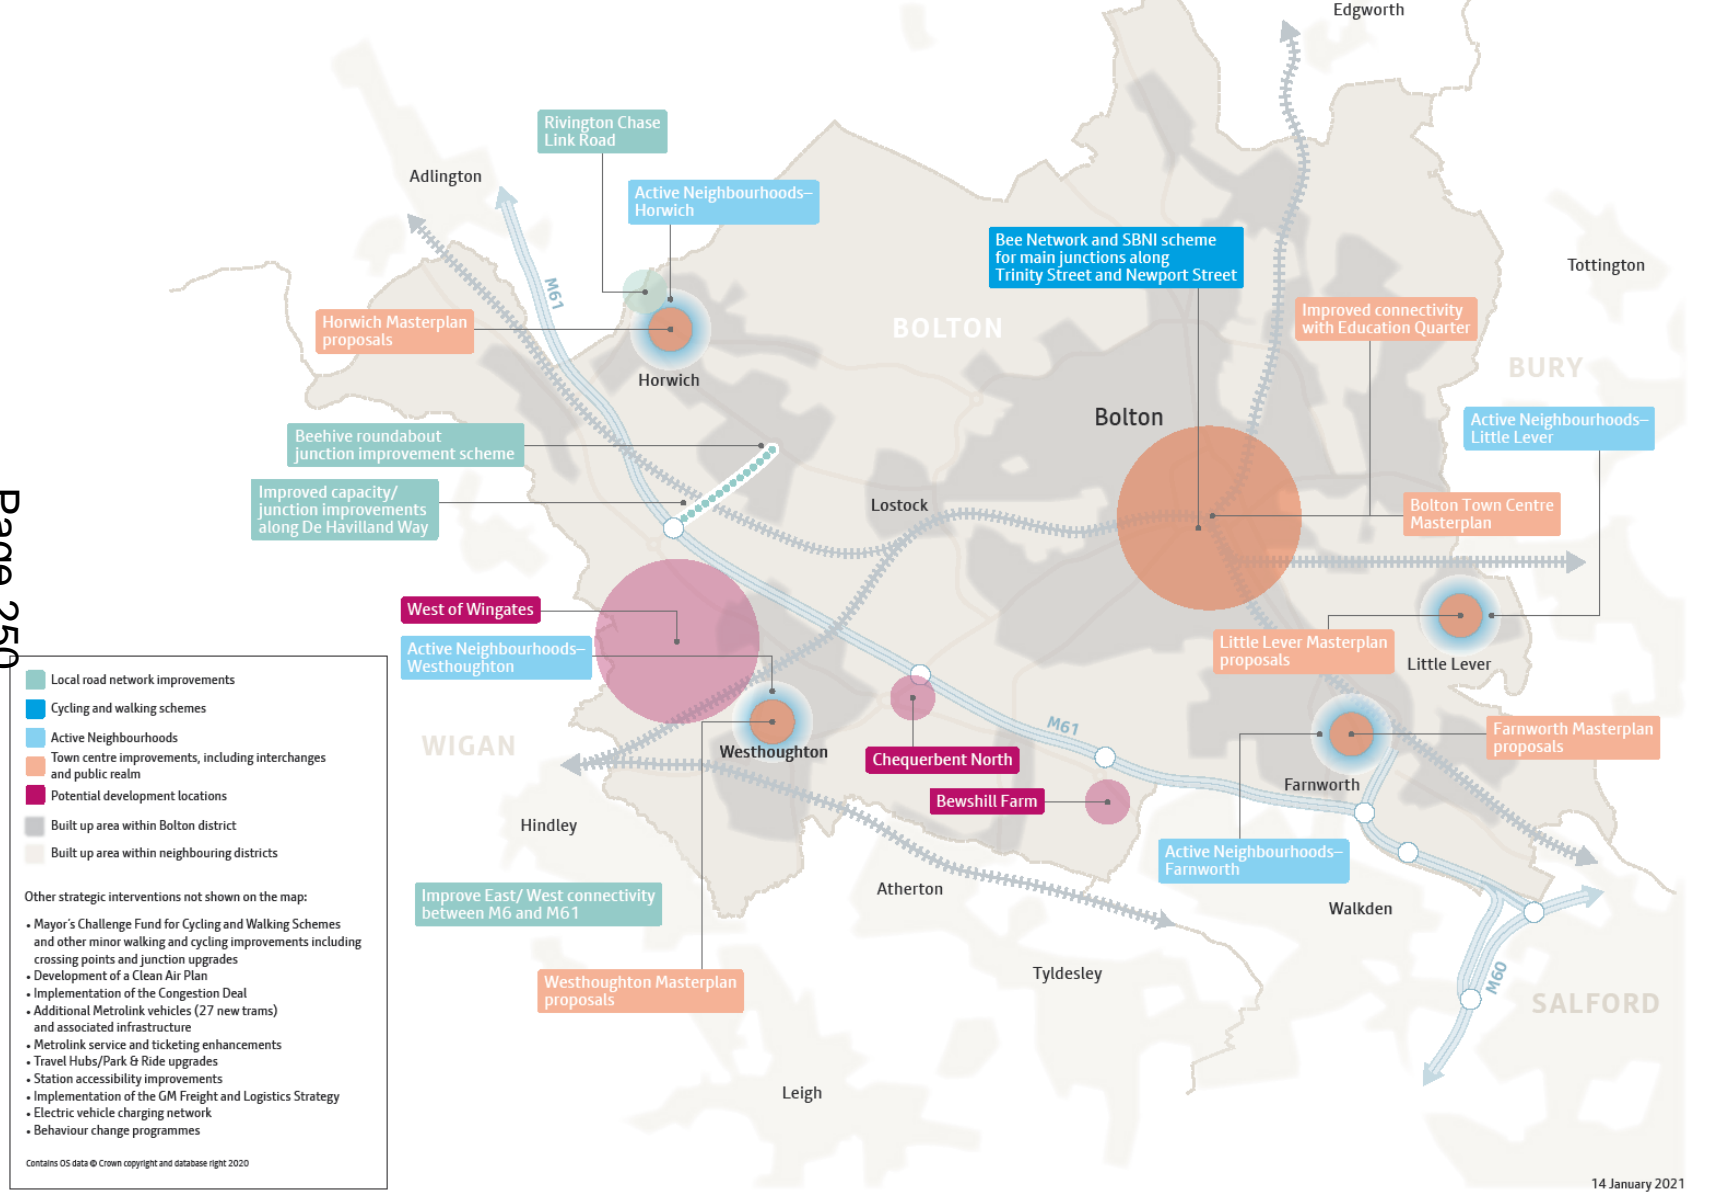 Edgworth
Rivington Chase
Link Road
Adlington
Active Neighbourhoods–
Horwich
Bee Network and SBNI scheme
for main junctions along
Trinity Street and Newport Street
Tottington
M61
Horwich Masterplan
proposals
BOLTON
Improved connectivity
with Education Quarter
BURY
Horwich
Bolton
Active Neighbourhoods–
Little Lever
Beehive roundabout
junction improvement scheme
Improved capacity/
junction improvements
along De Havilland Way
Lostock
Bolton Town Centre
Masterplan
Page 250
West of Wingates
Active Neighbourhoods–
Westhoughton
Little Lever Masterplan
proposals
Little Lever
WIGAN
Westhoughton
M61
Chequerbent North
Farnworth Masterplan
proposals
Farnworth
Bewshill Farm
Hindley
Active Neighbourhoods–
Farnworth
Improve East/ West connectivity
between M6 and M61
Atherton
Walkden
Tyldesley
M60
SALFORD
Westhoughton Masterplan
proposals
Leigh
Local road network improvements
Cycling and walking schemes
Active Neighbourhoods
Town centre improvements, including interchanges
and public realm
Potential development locations
Built up area within Bolton district
Built up area within neighbouring districts
Other strategic interventions not shown on the map:
• Mayor's Challenge Fund for Cycling and Walking Schemes
and other minor walking and cycling improvements including
crossing points and junction upgrades
• Development of a Clean Air Plan
• Implementation of the Congestion Deal
• Additional Metrolink vehicles (27 new trams)
and associated infrastructure
• Metrolink service and ticketing enhancements
• Travel Hubs/Park & Ride upgrades
• Station accessibility improvements
• Implementation of the GM Freight and Logistics Strategy
• Electric vehicle charging network
• Behaviour change programmes
Contains OS data © Crown copyright and database right 2020
14 January 2021